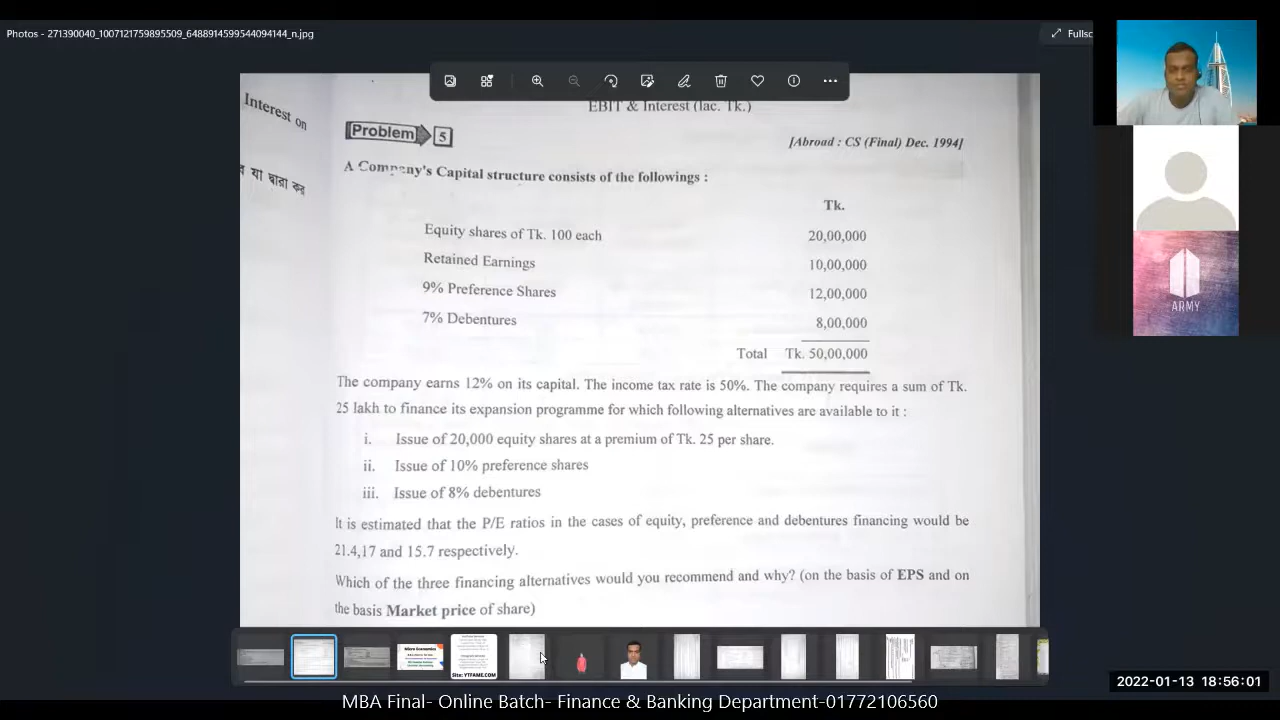 Photos - 271390040_1007121759895509_6488914599544094144_n.jpg
Fullsc
EBIT & Interest (lac. Tk.)
Interest on
Problem 5
[Abroad : CS (Final) Dec. 1994]
যা দ্বারা কর
A Company's Capital structure consists of the followings :
Tk.
Equity shares of Tk. 100 each 20,00,000
Retained Earnings 10,00,000
9% Preference Shares 12,00,000
7% Debentures 8,00,000
Total Tk. 50,00,000
The company earns 12% on its capital. The income tax rate is 50%. The company requires a sum of Tk.
25 lakh to finance its expansion programme for which following alternatives are available to it :
i. Issue of 20,000 equity shares at a premium of Tk. 25 per share.
ii. Issue of 10% preference shares
iii. Issue of 8% debentures
It is estimated that the P/E ratios in the cases of equity, preference and debentures financing would be
21.4,17 and 15.7 respectively.
Which of the three financing alternatives would you recommend and why? (on the basis of EPS and on
the basis Market price of share)
ARMY
Micro Economics
Site: YTFAME.COM
2022-01-13 18:56:01
MBA Final- Online Batch- Finance & Banking Department-01772106560